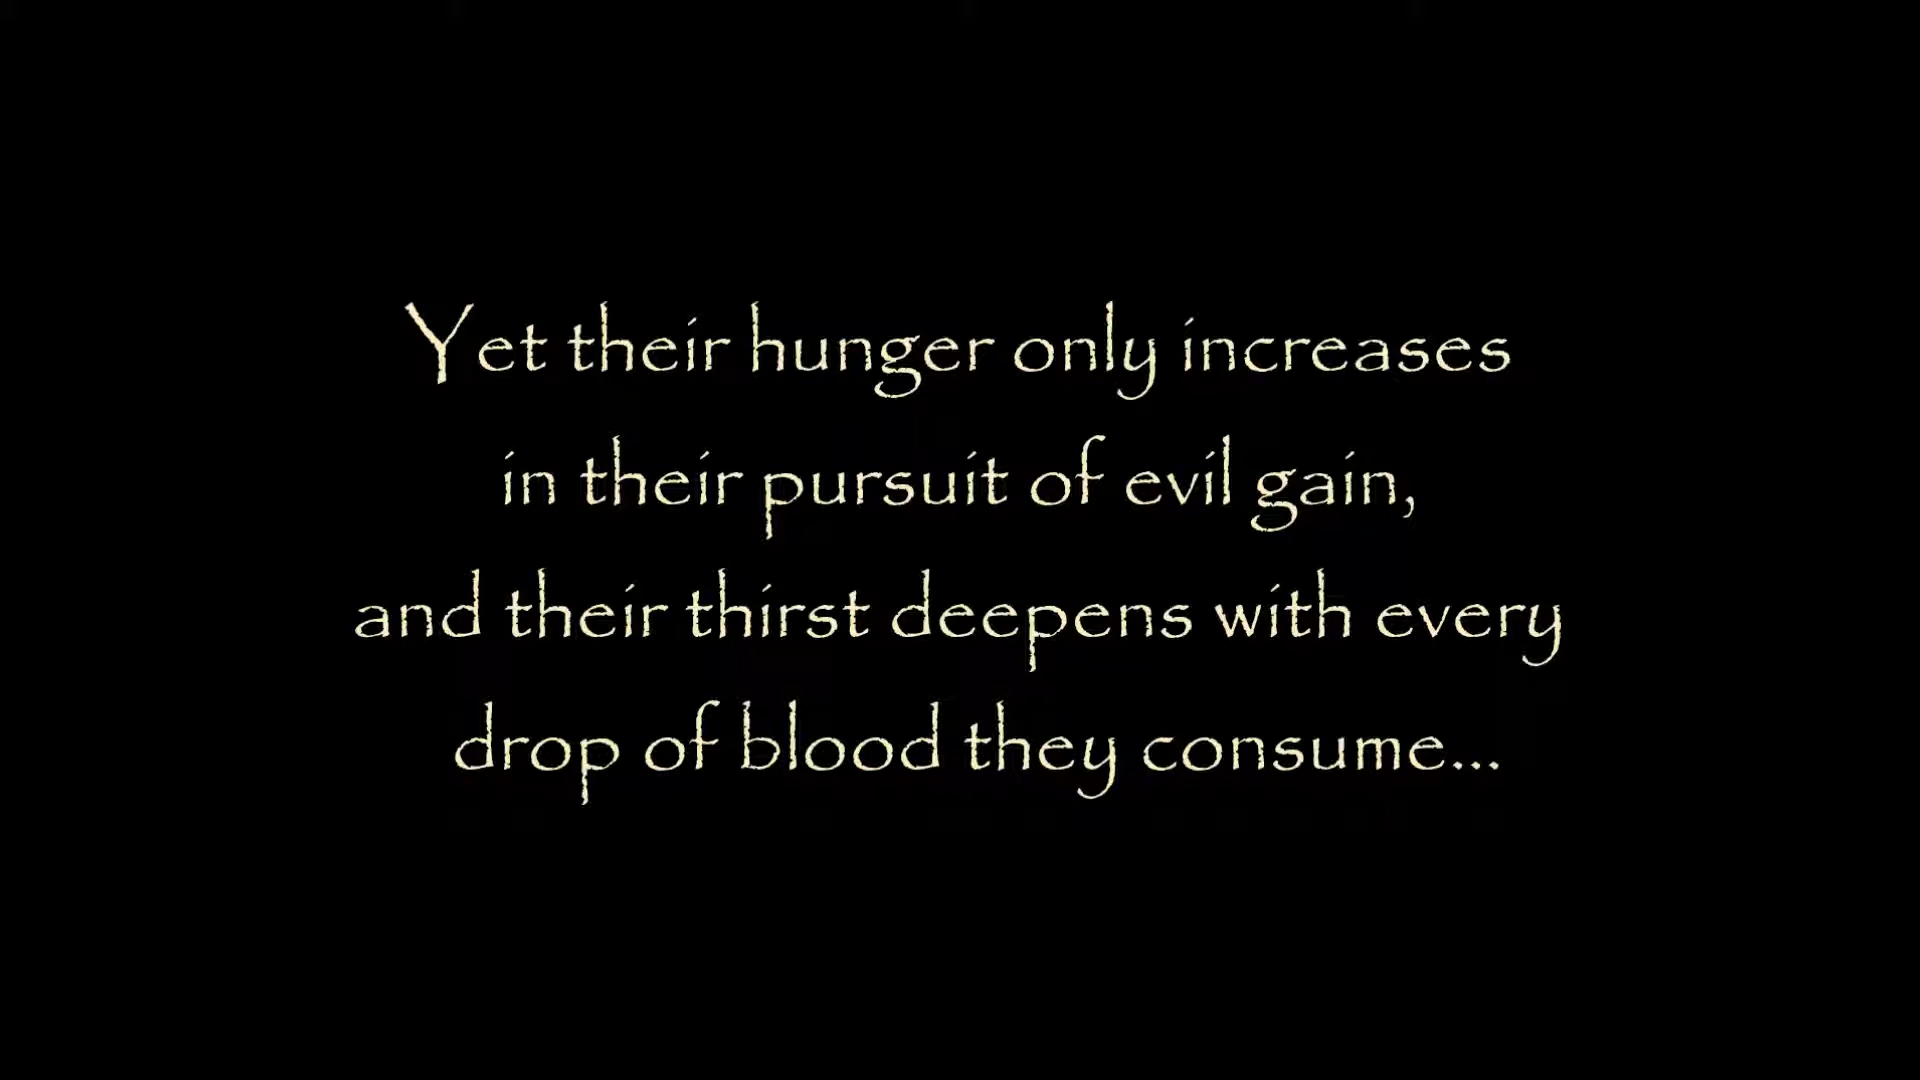 Yet their hunger only increases
in their pursuit of evil gain,
and their thirst deepens with every
drop of blood they consume...